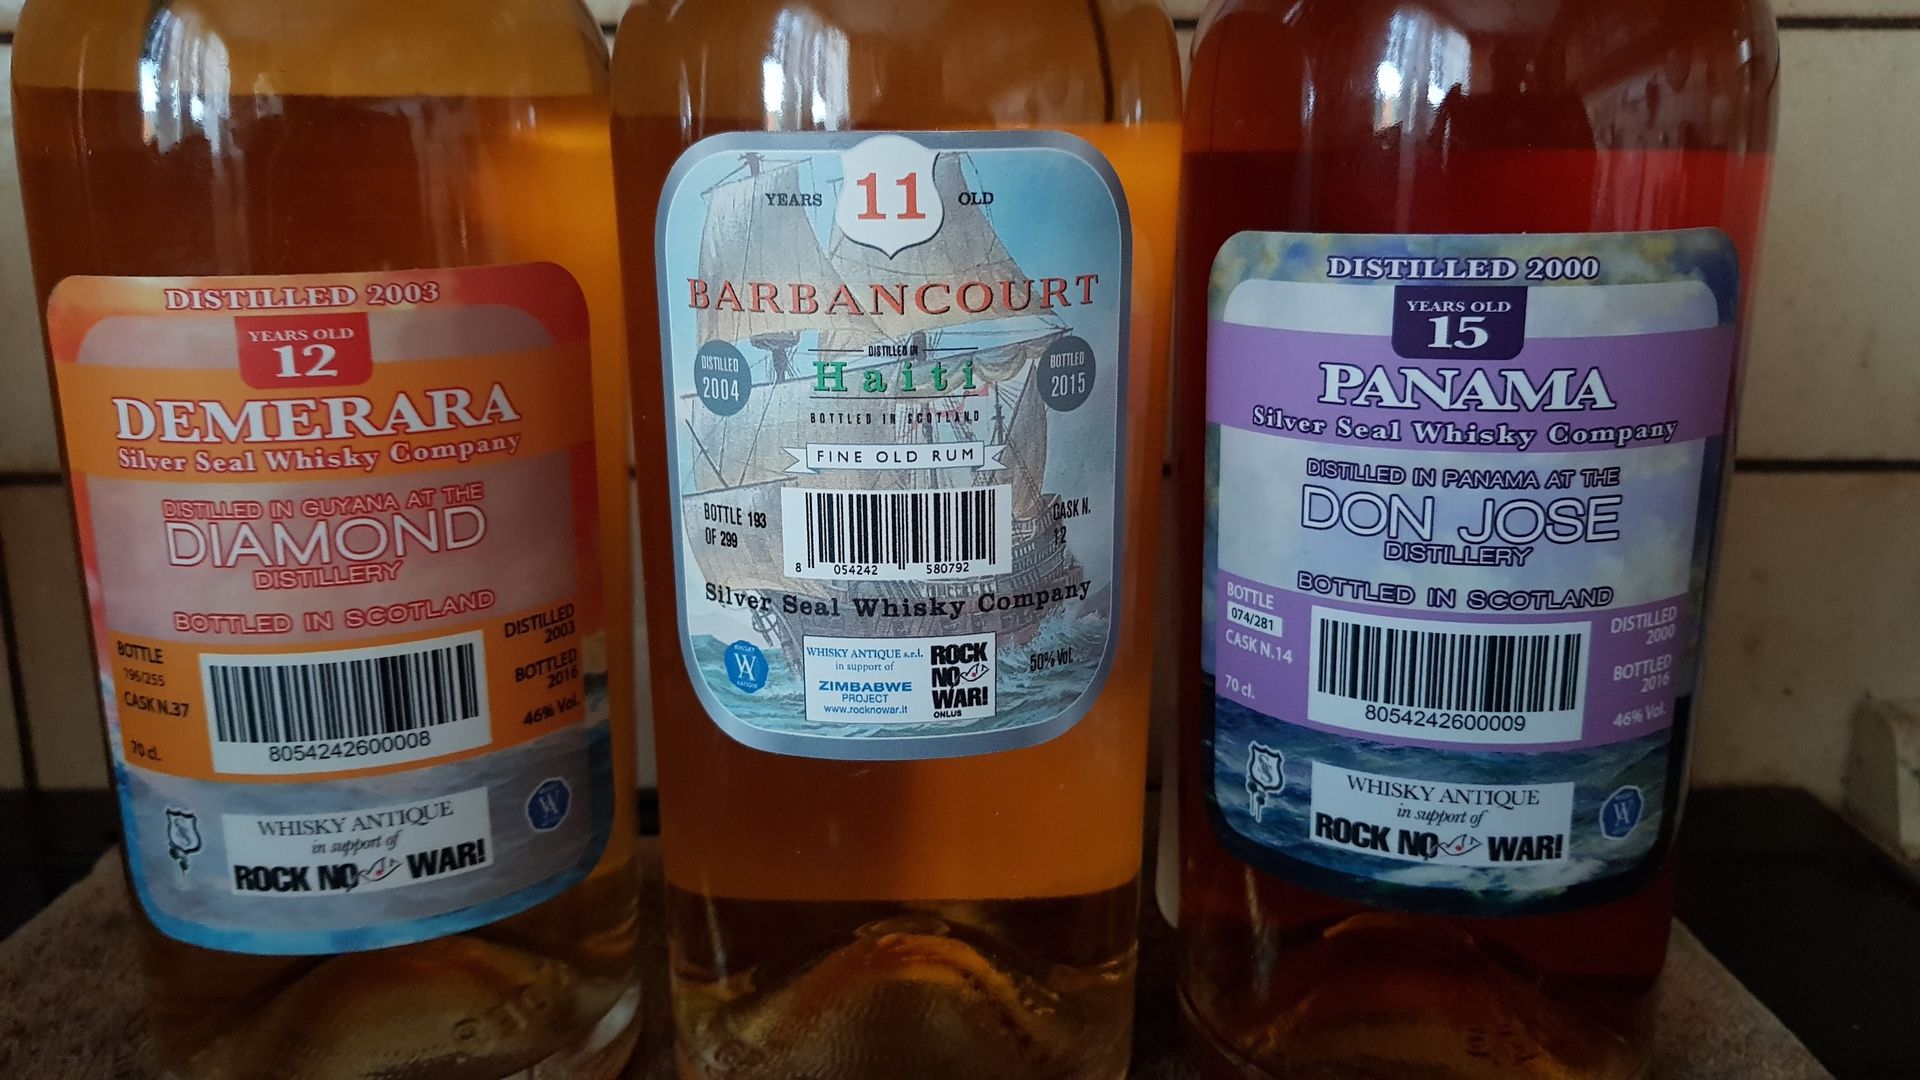 DISTILLED 2003
YEARS OLD
12
DEMERARA
Silver Seal Whisky Company
DISTILLED IN GUYANA AT THE
DIAMOND
DISTILLERY
BOTTLED IN SCOTLAND
BOTTLE
196/255
CASK N.37
70 cl.
DISTILLED
2003
BOTTLED
2016
46% Vol.
8054242600008
WHISKY ANTIQUE
in support of
ROCK NO WAR!
YEARS 11 OLD
BARBANCOURT
DISTILLED
2004
DISTILLED IN
Haiti
BOTTLED IN SCOTLAND
BOTTLED
2015
FINE OLD RUM
BOTTLE 193
OF 299
CASK N.
12
8 054242 580792
Silver Seal Whisky Company
WHISKY
WA
ANTIQUE
WHISKY ANTIQUE s.r.l.
in support of
ZIMBABWE
PROJECT
www.rocknowar.it
ROCK
NO
WAR!
ONLUS
50% Vol.
DISTILLED 2000
YEARS OLD
15
PANAMA
Silver Seal Whisky Company
DISTILLED IN PANAMA AT THE
DON JOSE
DISTILLERY
BOTTLED IN SCOTLAND
BOTTLE
074/281
CASK N.14
70 cl.
DISTILLED
2000
BOTTLED
2016
46% Vol.
8054242600009
WHISKY ANTIQUE
in support of
ROCK NO WAR!